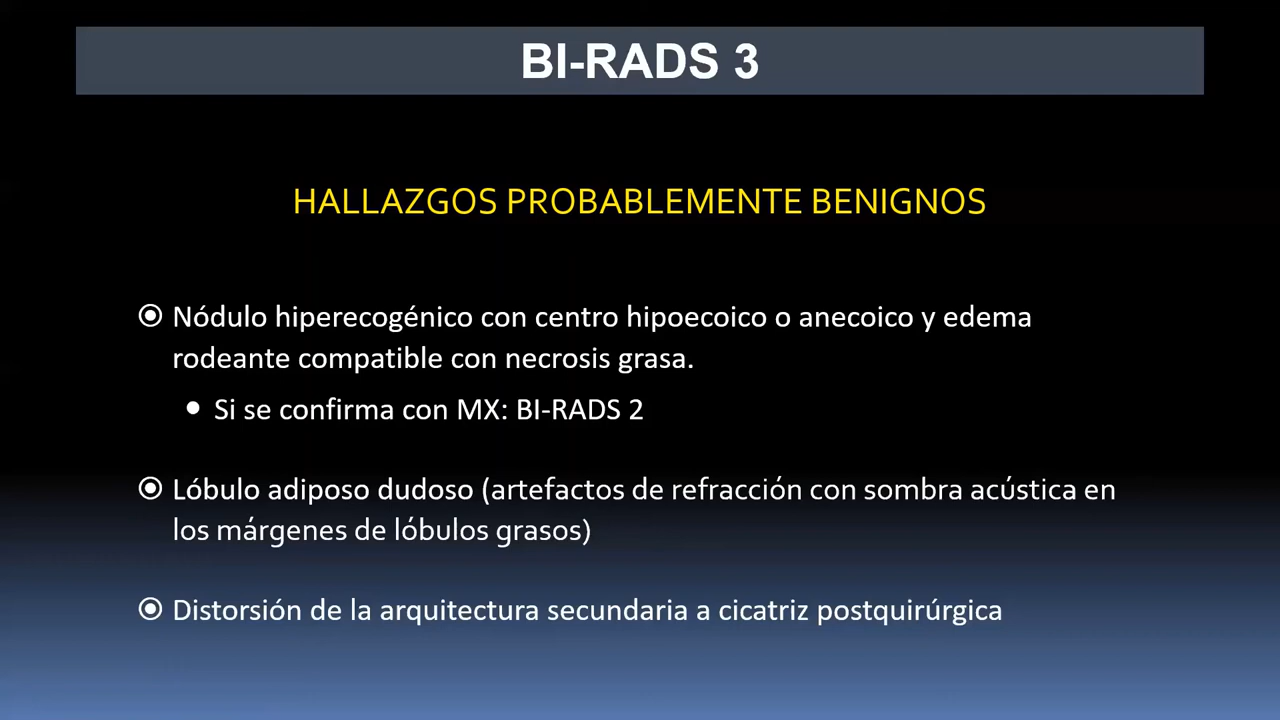 BI-RADS 3
HALLAZGOS PROBABLEMENTE BENIGNOS
Nódulo hiperecogénico con centro hipoecoico o anecoico y edema
rodeante compatible con necrosis grasa.
Si se confirma con MX: BI-RADS 2
Lóbulo adiposo dudoso (artefactos de refracción con sombra acústica en
los márgenes de lóbulos grasos)
Distorsión de la arquitectura secundaria a cicatriz postquirúrgica